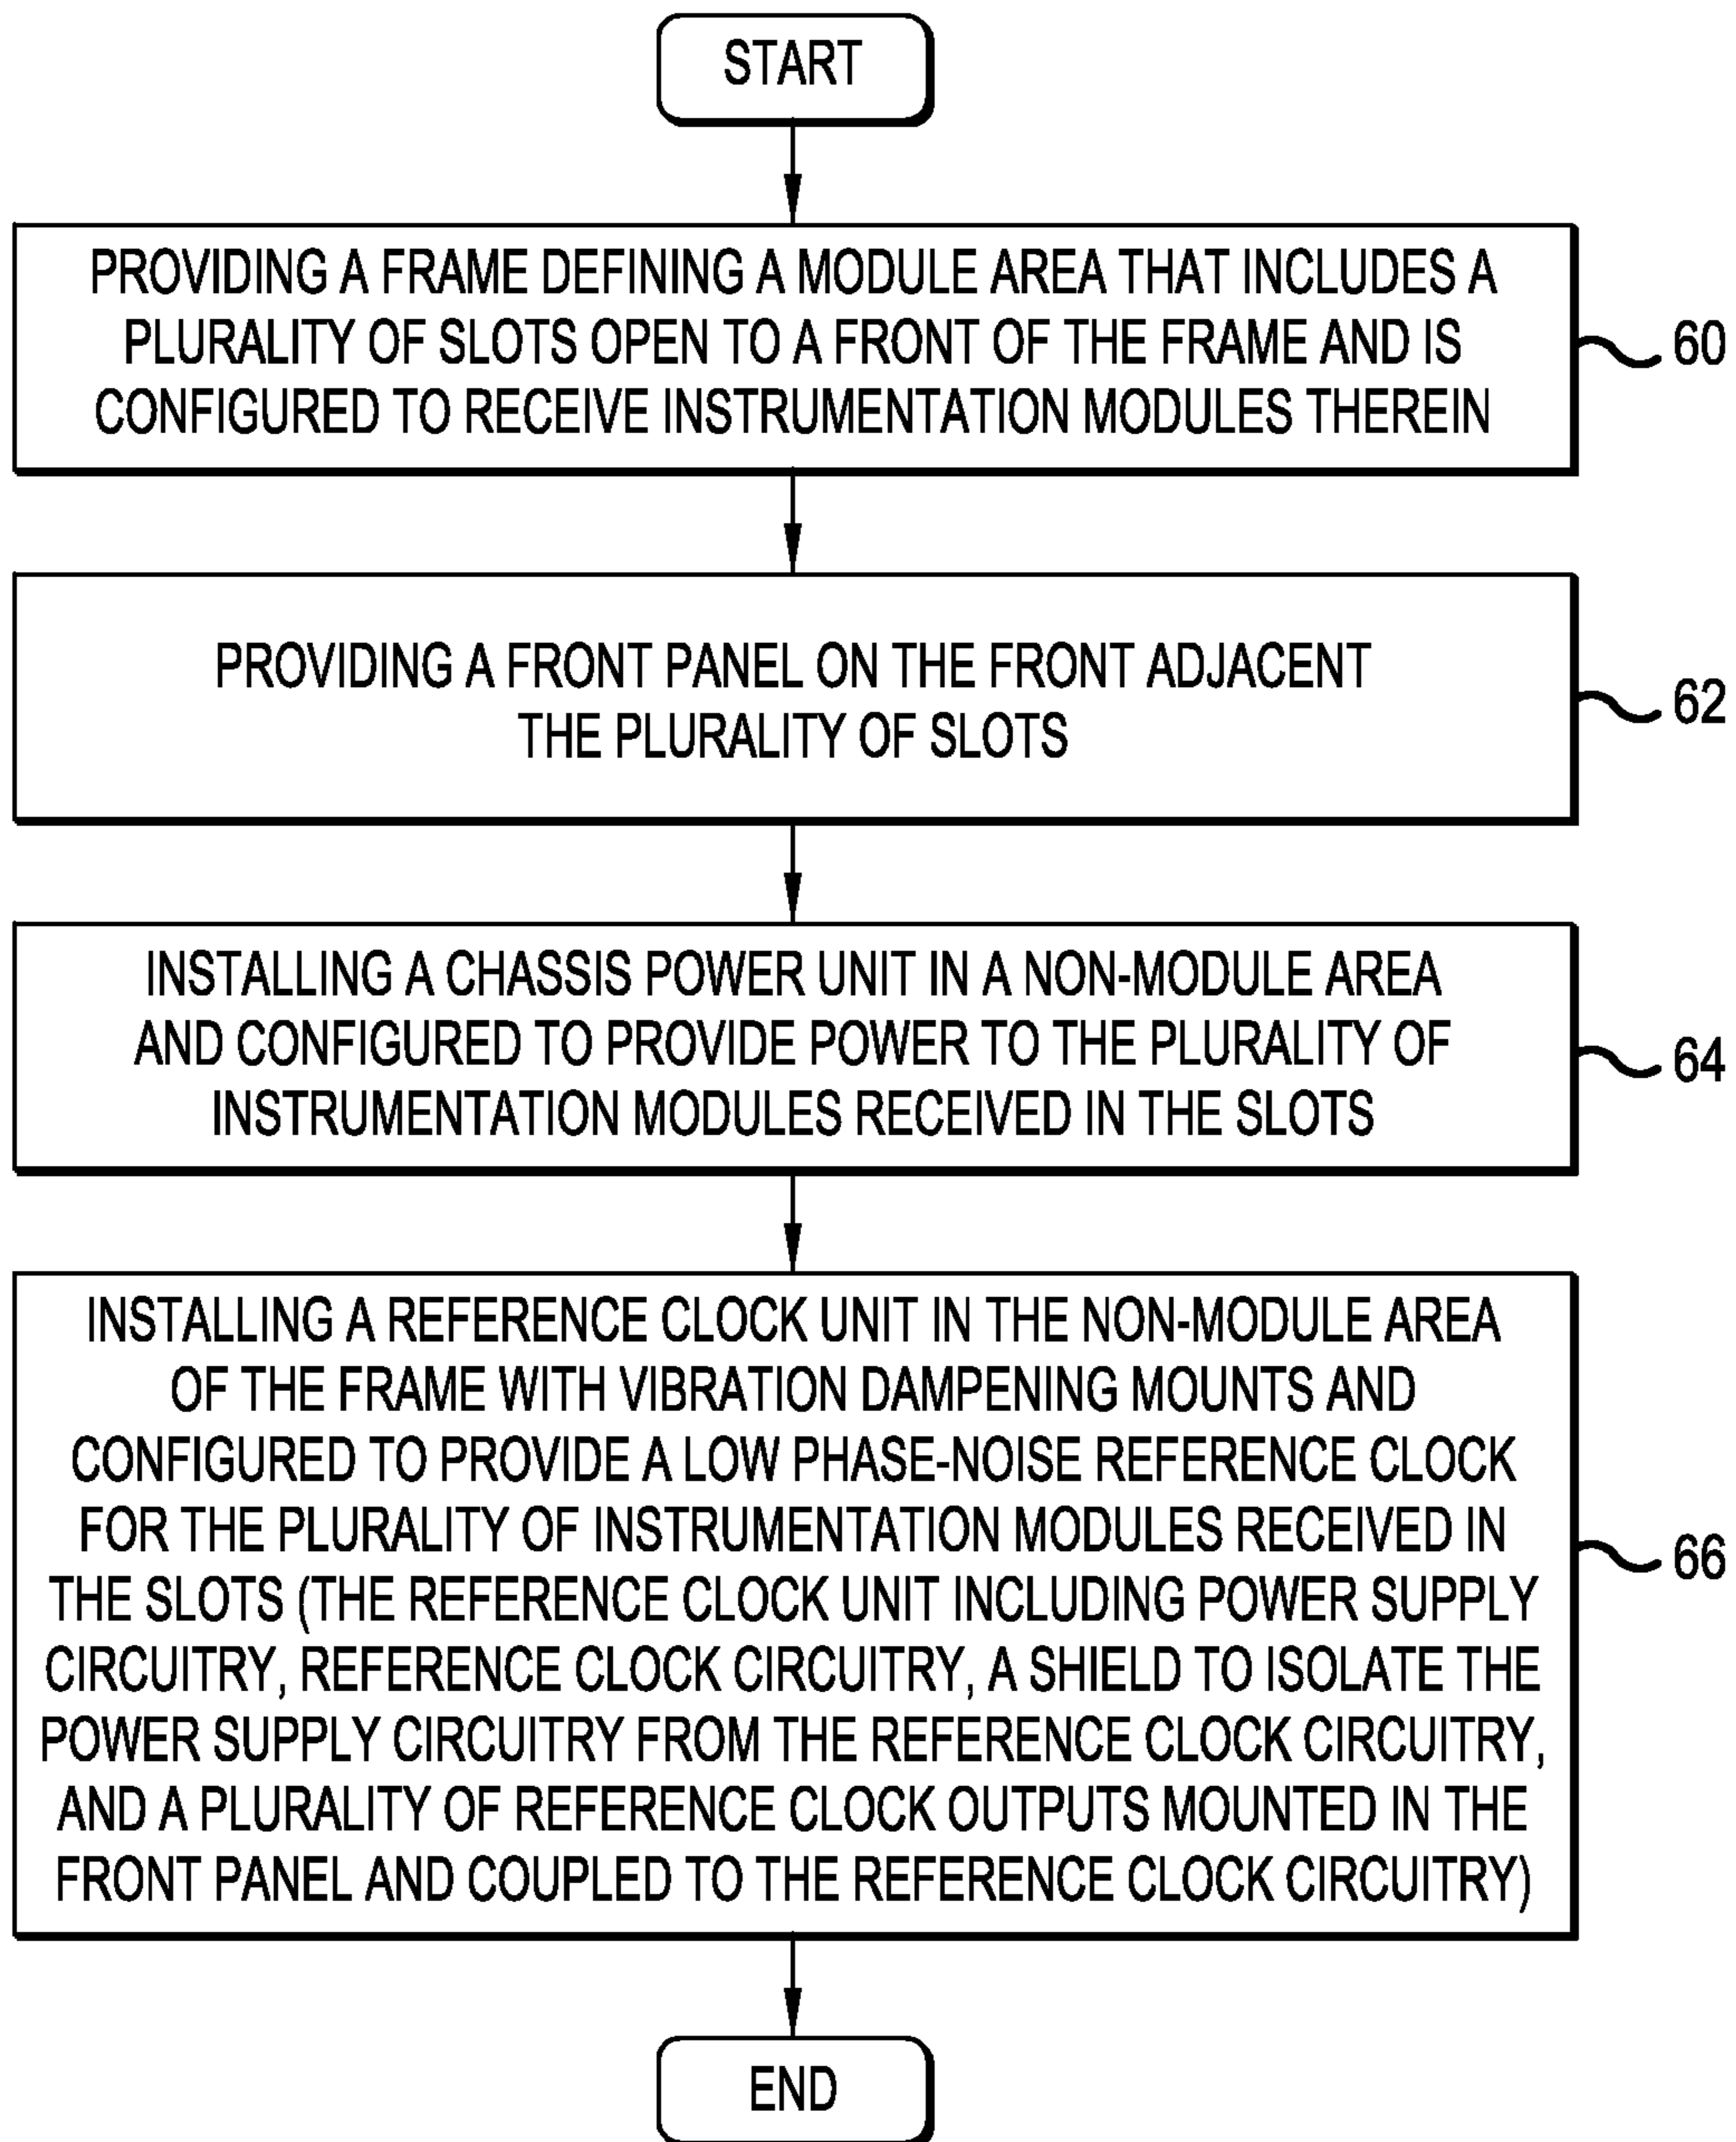 START
PROVIDING A FRAME DEFINING A MODULE AREA THAT INCLUDES A
PLURALITY OF SLOTS OPEN TO A FRONT OF THE FRAME AND IS
CONFIGURED TO RECEIVE INSTRUMENTATION MODULES THEREIN
60
PROVIDING A FRONT PANEL ON THE FRONT ADJACENT
THE PLURALITY OF SLOTS
62
INSTALLING A CHASSIS POWER UNIT IN A NON-MODULE AREA
AND CONFIGURED TO PROVIDE POWER TO THE PLURALITY OF
INSTRUMENTATION MODULES RECEIVED IN THE SLOTS
64
INSTALLING A REFERENCE CLOCK UNIT IN THE NON-MODULE AREA
OF THE FRAME WITH VIBRATION DAMPENING MOUNTS AND
CONFIGURED TO PROVIDE A LOW PHASE-NOISE REFERENCE CLOCK
FOR THE PLURALITY OF INSTRUMENTATION MODULES RECEIVED IN
THE SLOTS (THE REFERENCE CLOCK UNIT INCLUDING POWER SUPPLY
CIRCUITRY, REFERENCE CLOCK CIRCUITRY, A SHIELD TO ISOLATE THE
POWER SUPPLY CIRCUITRY FROM THE REFERENCE CLOCK CIRCUITRY,
AND A PLURALITY OF REFERENCE CLOCK OUTPUTS MOUNTED IN THE
FRONT PANEL AND COUPLED TO THE REFERENCE CLOCK CIRCUITRY)
66
END